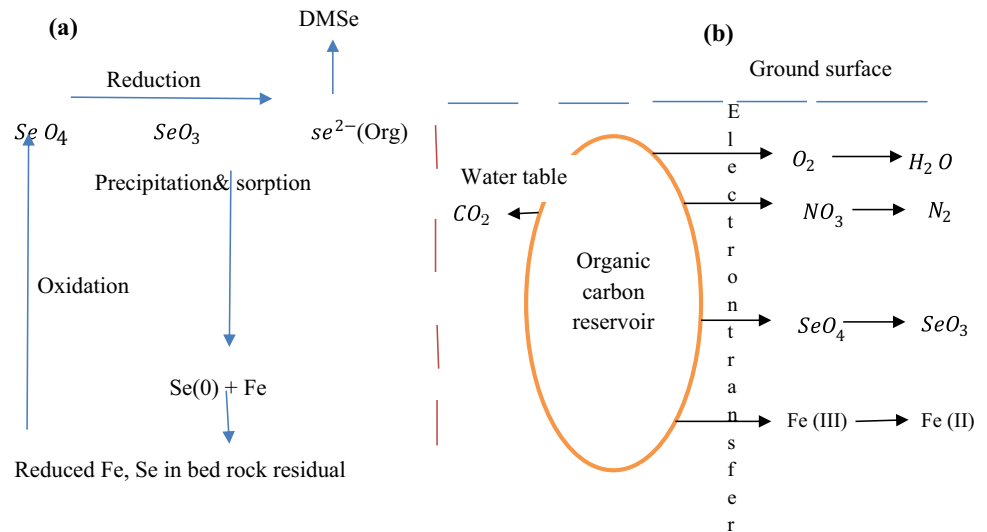 (a)
DMSe
Reduction
Se O₄
SeO₃
se²⁻(Org)
Precipitation& sorption
Oxidation
Se(0) + Fe
Reduced Fe, Se in bed rock residual
(b)
Ground surface
Water table
CO₂
Organic
carbon
reservoir
Electrontransfer
O₂
H₂ O
NO₃
N₂
SeO₄
SeO₃
Fe (III)
Fe (II)